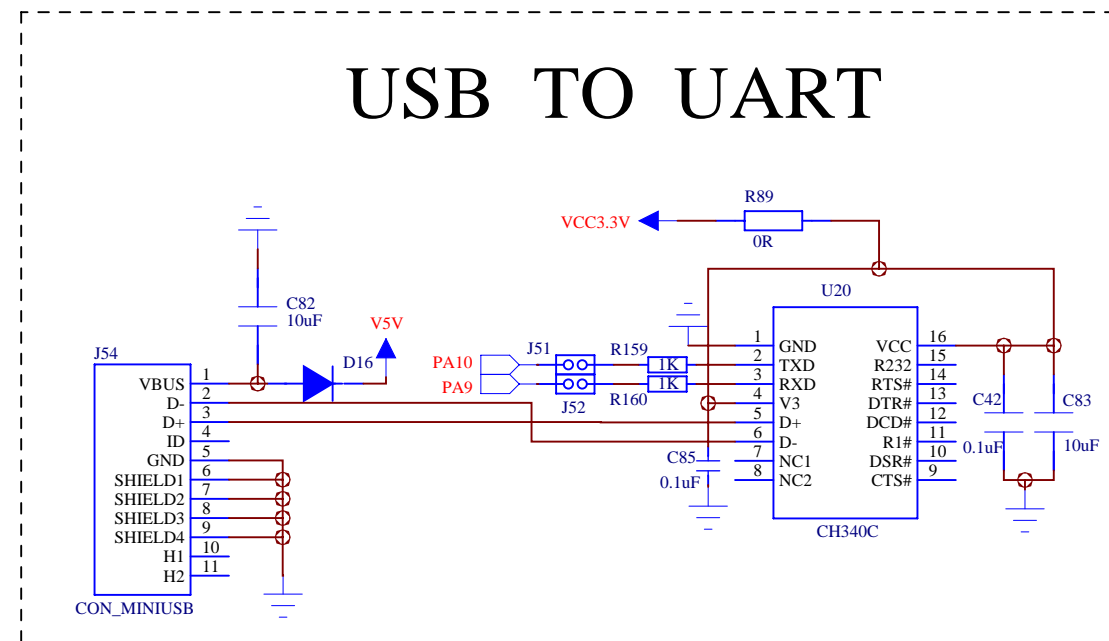 USB TO UART
R89
VCC3.3V
0R
C82
10uF
V5V
D16
J54
VBUS 1
D- 2
D+ 3
ID 4
GND 5
SHIELD1 6
SHIELD2 7
SHIELD3 8
SHIELD4 9
H1 10
H2 11
CON_MINIUSB
PA10
PA9
J51
J52
R159
1K
1K
R160
C85
0.1uF
U20
1 GND
2 TXD
3 RXD
4 V3
5 D+
6 D-
7 NC1
8 NC2
VCC 16
R232 15
RTS# 14
DTR# 13
DCD# 12
R1# 11
DSR# 10
CTS# 9
CH340C
C42
0.1uF
C83
10uF